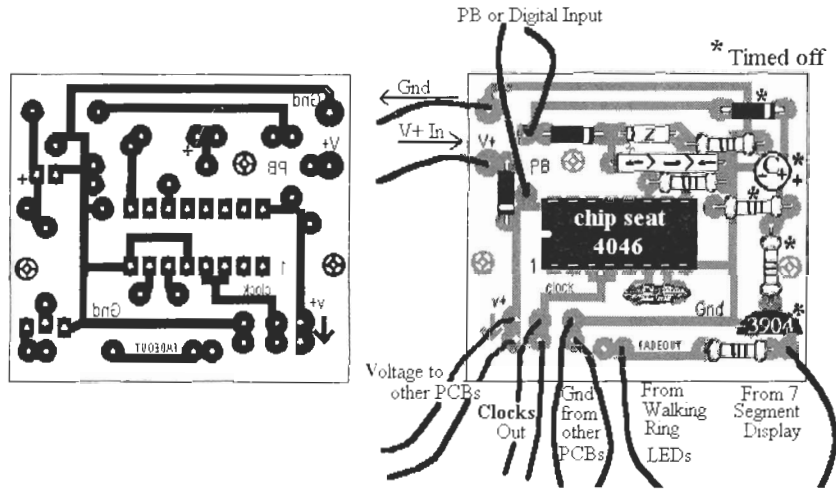 PB or Digital Input
* Timed off
Gnd
V+ In
V+
PB
chip seat
4046
1
clock
Gnd
V+
-3904
FADEOUT
Voltage to
other PCBs
Clocks
Out
Gnd
from
other
PCBs
From
Walking
Ring
LEDs
From 7
Segment
Display
Gnd
V+
PB
1
clock
Gnd
V+
FADEOUT